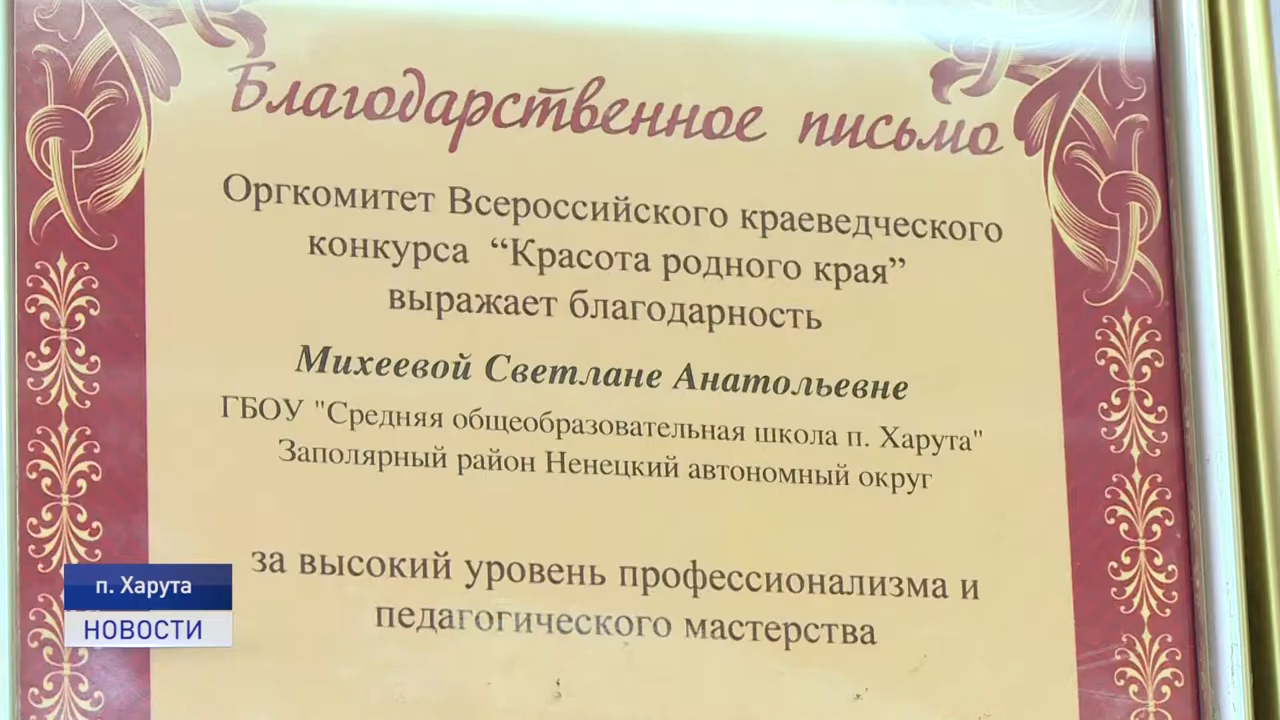 Благодарственное письмо
Оргкомитет Всероссийского краеведческого
конкурса “Красота родного края”
выражает благодарность
Михеевой Светлане Анатольевне
ГБОУ "Средняя общеобразовательная школа п. Харута"
Заполярный район Ненецкий автономный округ
за высокий уровень профессионализма и
педагогического мастерства
п. Харута
НОВОСТИ